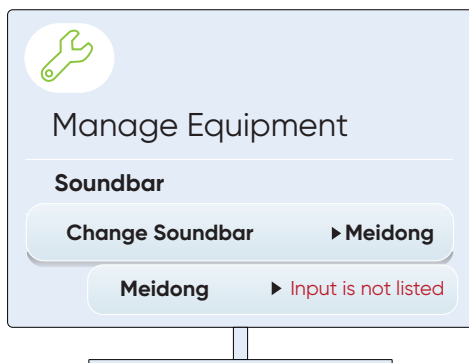 Manage Equipment
Soundbar
Change Soundbar ▸ Meidong
Meidong ▸ Input is not listed